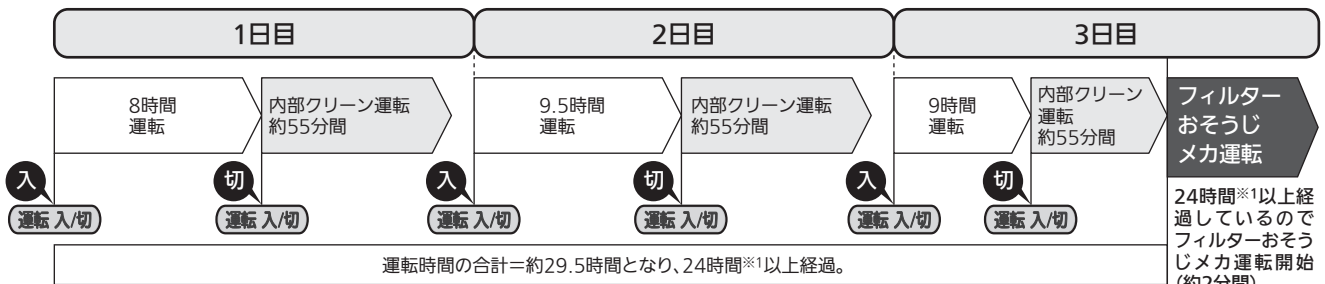 1日目
2日目
3日目
8時間
運転
内部クリーン運転
約55分間
9.5時間
運転
内部クリーン運転
約55分間
9時間
運転
内部クリーン
運転
約55分間
フィルター
おそうじ
メカ運転
入
切
入
切
入
切
運転 入/切
運転 入/切
運転 入/切
運転 入/切
運転 入/切
運転 入/切
24時間※1以上経
過しているので
フィルターおそう
じメカ運転開始
(約2分間)
運転時間の合計＝約29.5時間となり、24時間※1以上経過。